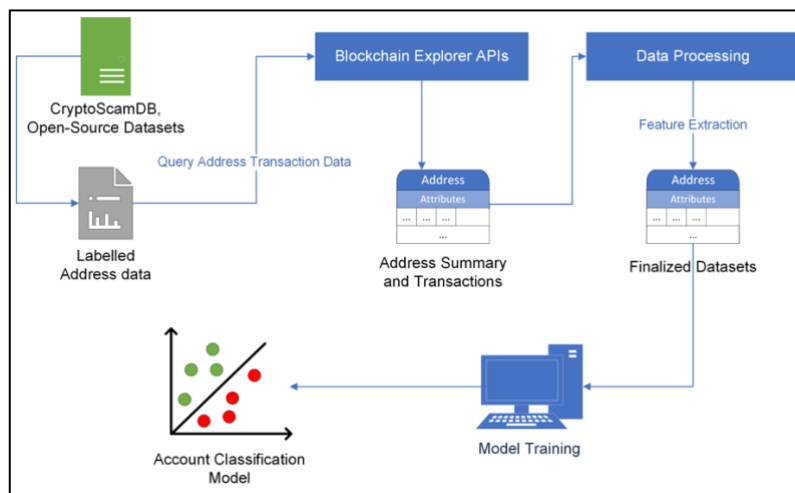 CryptoScamDB,
Open-Source Datasets
Labelled
Address data
Query Address Transaction Data
Blockchain Explorer APIs
Address
Attributes
... ... ...
...
Address Summary
and Transactions
Data Processing
Feature Extraction
Address
Attributes
... ... ...
...
Finalized Datasets
Model Training
Account Classification
Model